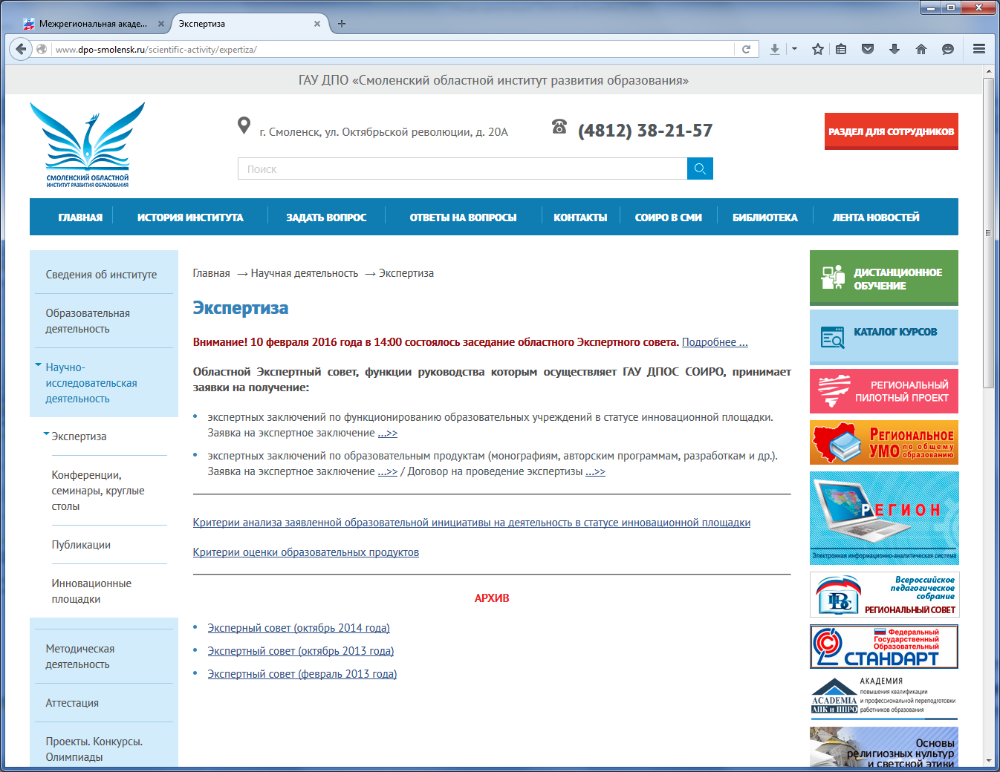 Межрегиональная акаде...
Экспертиза
www.dpo-smolensk.ru/scientific-activity/expertiza/
ГАУ ДПО «Смоленский областной институт развития образования»
СМОЛЕНСКИЙ ОБЛАСТНОЙ
ИНСТИТУТ РАЗВИТИЯ ОБРАЗОВАНИЯ
г. Смоленск, ул. Октябрьской революции, д. 20А
(4812) 38-21-57
РАЗДЕЛ ДЛЯ СОТРУДНИКОВ
Поиск
ГЛАВНАЯ ИСТОРИЯ ИНСТИТУТА ЗАДАТЬ ВОПРОС ОТВЕТЫ НА ВОПРОСЫ КОНТАКТЫ СОИРО В СМИ БИБЛИОТЕКА ЛЕНТА НОВОСТЕЙ
Сведения об институте
Образовательная
деятельность
Научно-
исследовательская
деятельность
Экспертиза
Конференции,
семинары, круглые
столы
Публикации
Инновационные
площадки
Методическая
деятельность
Аттестация
Проекты. Конкурсы.
Олимпиады
Главная → Научная деятельность → Экспертиза
Экспертиза
Внимание! 10 февраля 2016 года в 14:00 состоялось заседание областного Экспертного совета. Подробнее ...
Областной Экспертный совет, функции руководства которым осуществляет ГАУ ДПОС СОИРО, принимает
заявки на получение:
экспертных заключений по функционированию образовательных учреждений в статусе инновационной площадки.
Заявка на экспертное заключение ...>>
экспертных заключений по образовательным продуктам (монографиям, авторским программам, разработкам и др.).
Заявка на экспертное заключение ...>> / Договор на проведение экспертизы ...>>
Критерии анализа заявленной образовательной инициативы на деятельность в статусе инновационной площадки
Критерии оценки образовательных продуктов
АРХИВ
Эксперный совет (октябрь 2014 года)
Экспертный совет (октябрь 2013 года)
Экспертный совет (февраль 2013 года)
ДИСТАНЦИОННОЕ
ОБУЧЕНИЕ
КАТАЛОГ КУРСОВ
РЕГИОНАЛЬНЫЙ
ПИЛОТНЫЙ ПРОЕКТ
РЕГИОНАЛЬНОЕ
УМО по общему
образованию
РЕГИОН
Электронная информационно-аналитическая система
Всероссийское
педагогическое
собрание
РЕГИОНАЛЬНЫЙ СОВЕТ
Федеральный
Государственный
Образовательный
СТАНДАРТ
АКАДЕМИЯ
повышения квалификации
и профессиональной переподготовки
работников образования
ACADEMIA
АПК и ППРО
Основы
религиозных культур
и светской этики